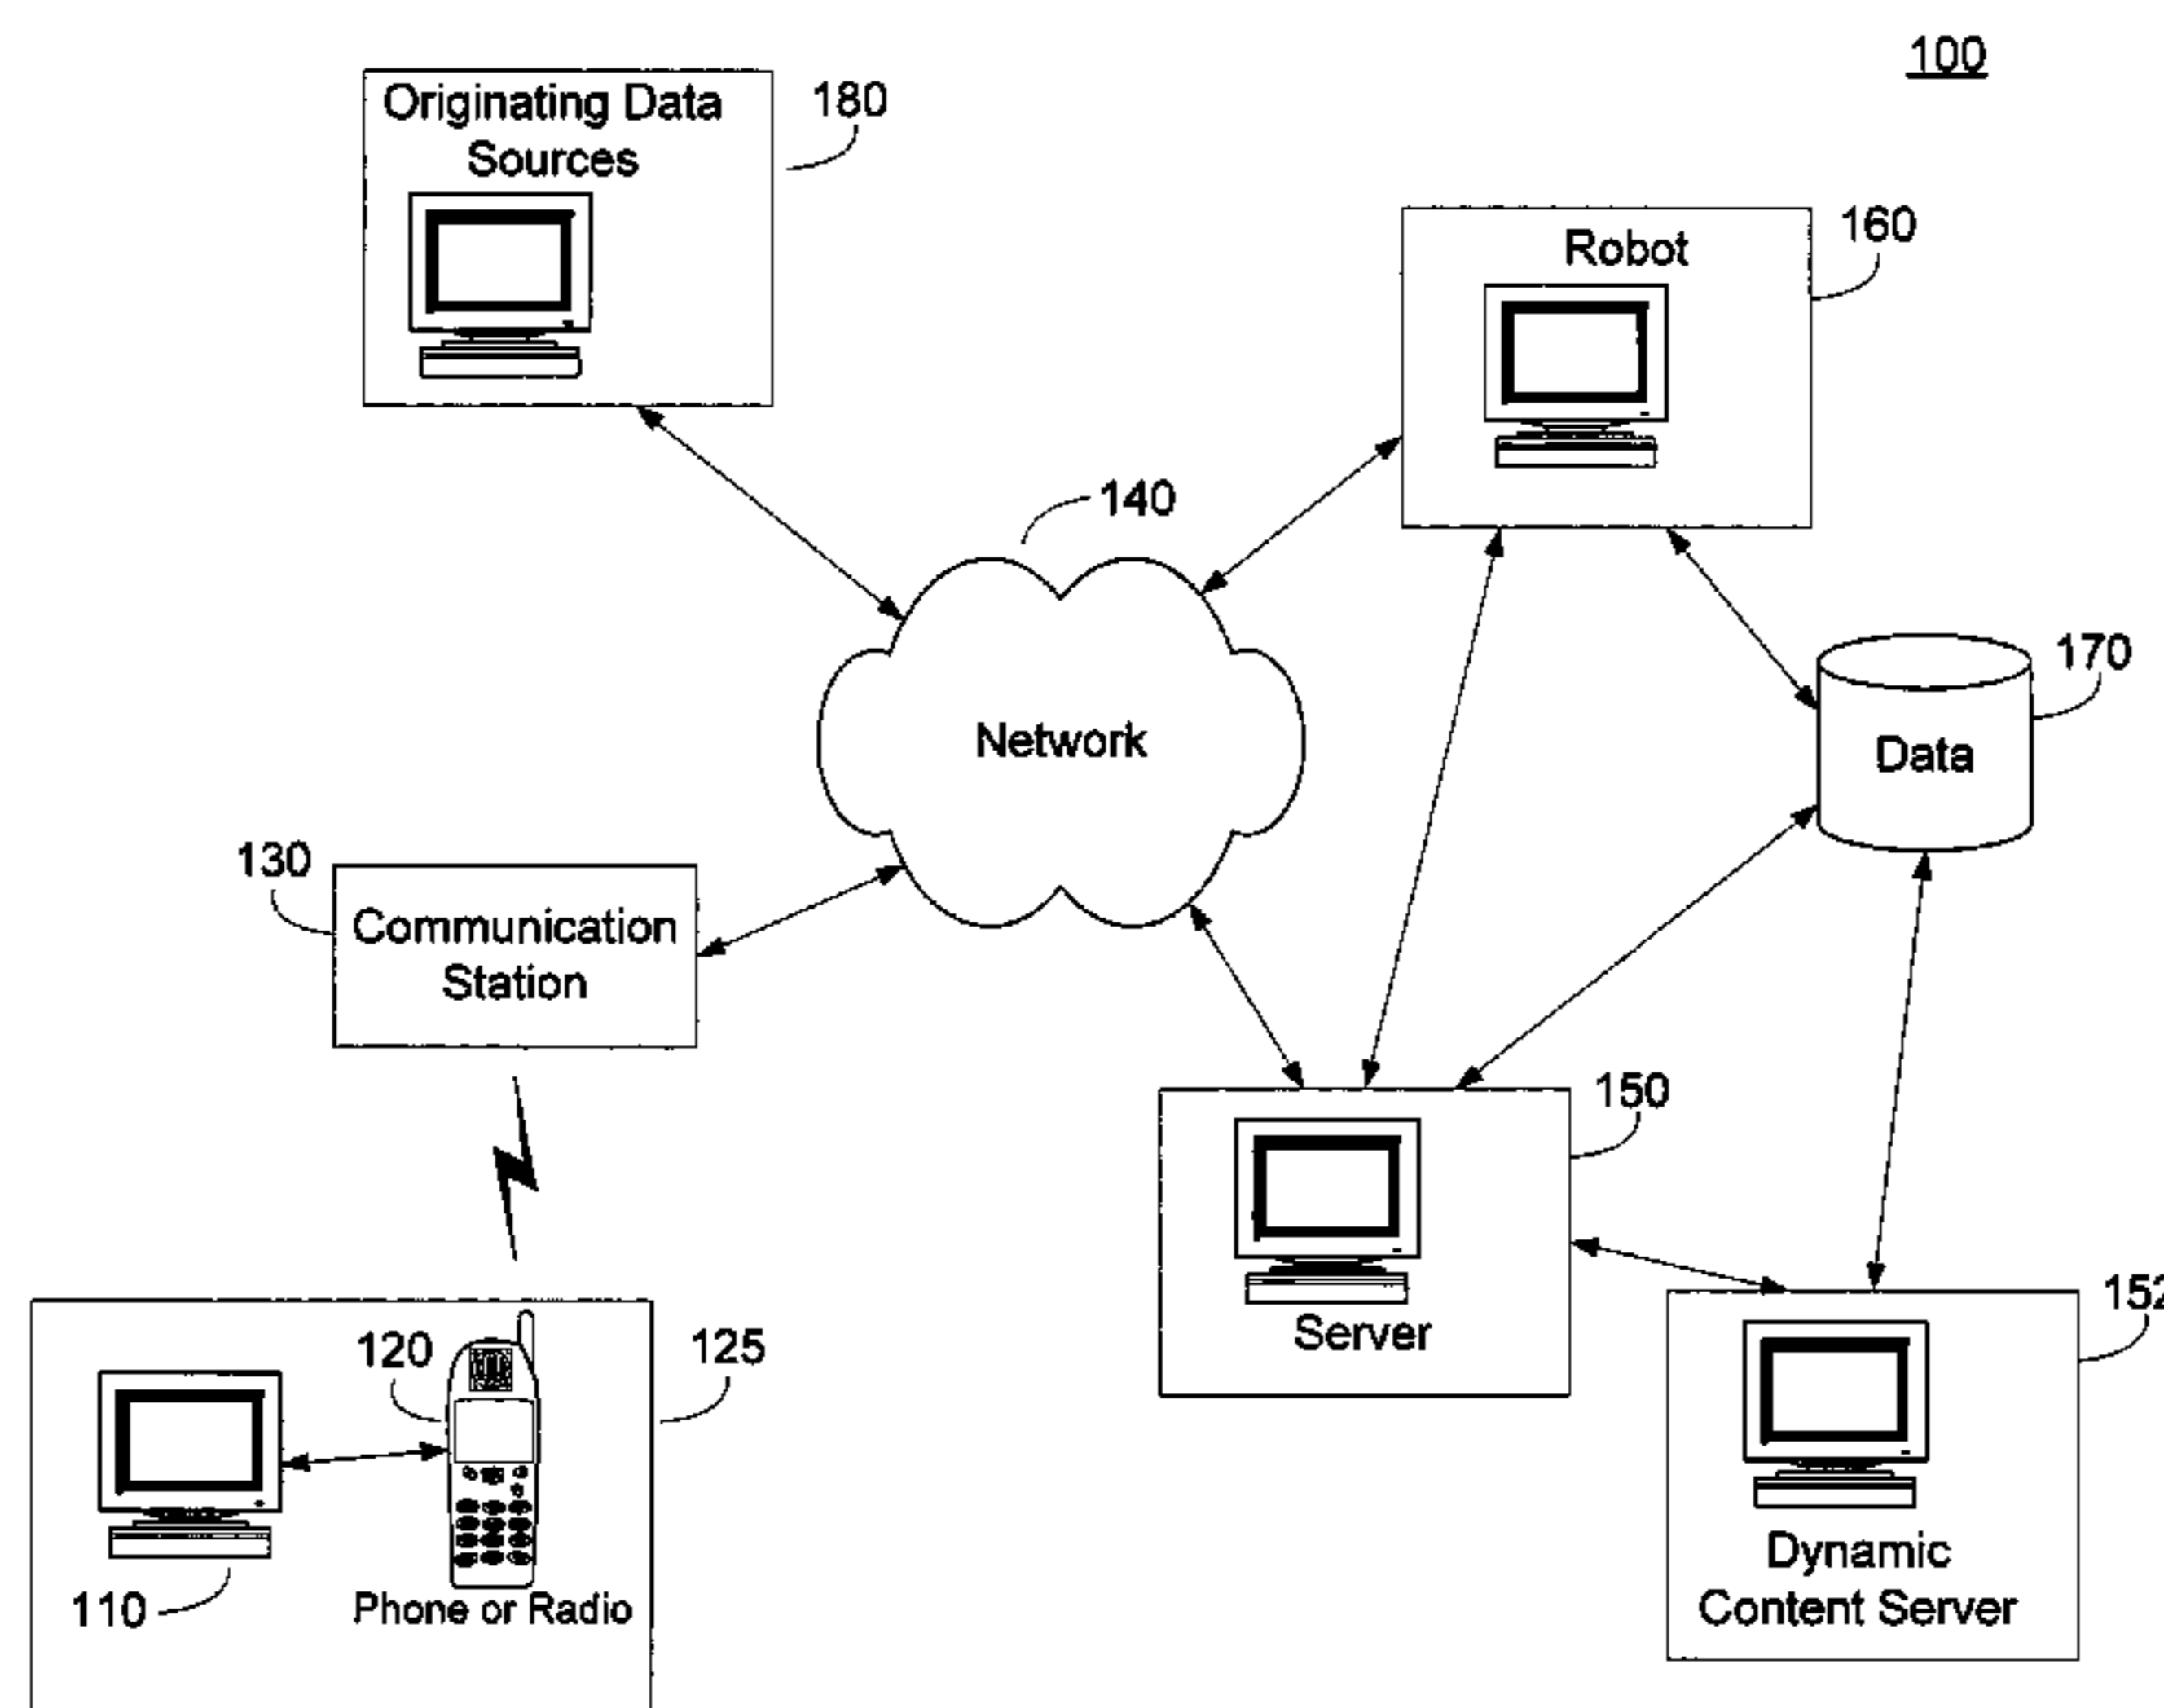 100
Originating Data
Sources
180
Robot
160
140
Network
170
Data
130
Communication
Station
150
Server
152
120
125
110
Phone or Radio
Dynamic
Content Server